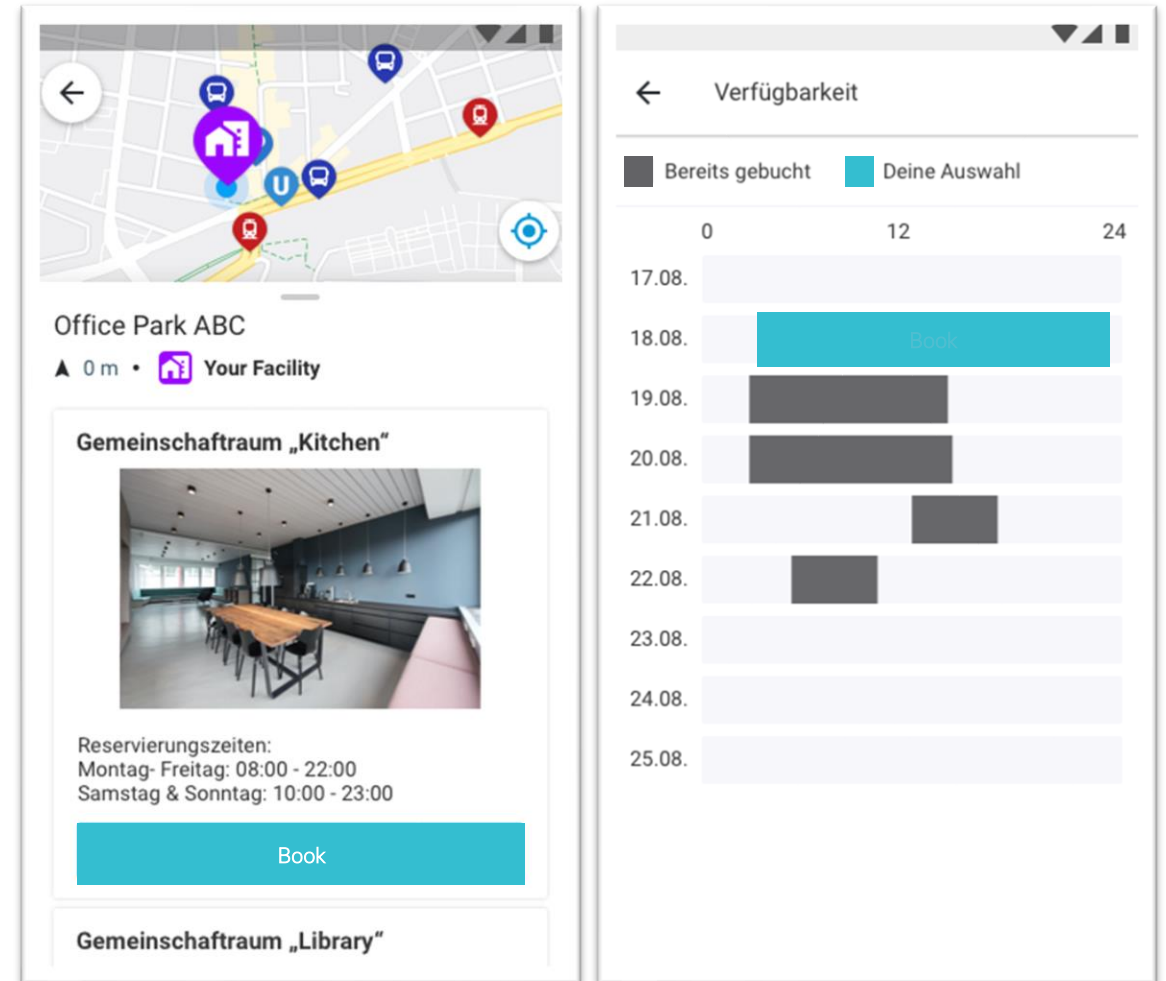 U
Office Park ABC
0 m • Your Facility
Gemeinschaftraum „Kitchen“
Reservierungszeiten:
Montag- Freitag: 08:00 - 22:00
Samstag & Sonntag: 10:00 - 23:00
Book
Gemeinschaftraum „Library“
Verfügbarkeit
Bereits gebucht Deine Auswahl
0 12 24
17.08.
18.08. Book
19.08.
20.08.
21.08.
22.08.
23.08.
24.08.
25.08.